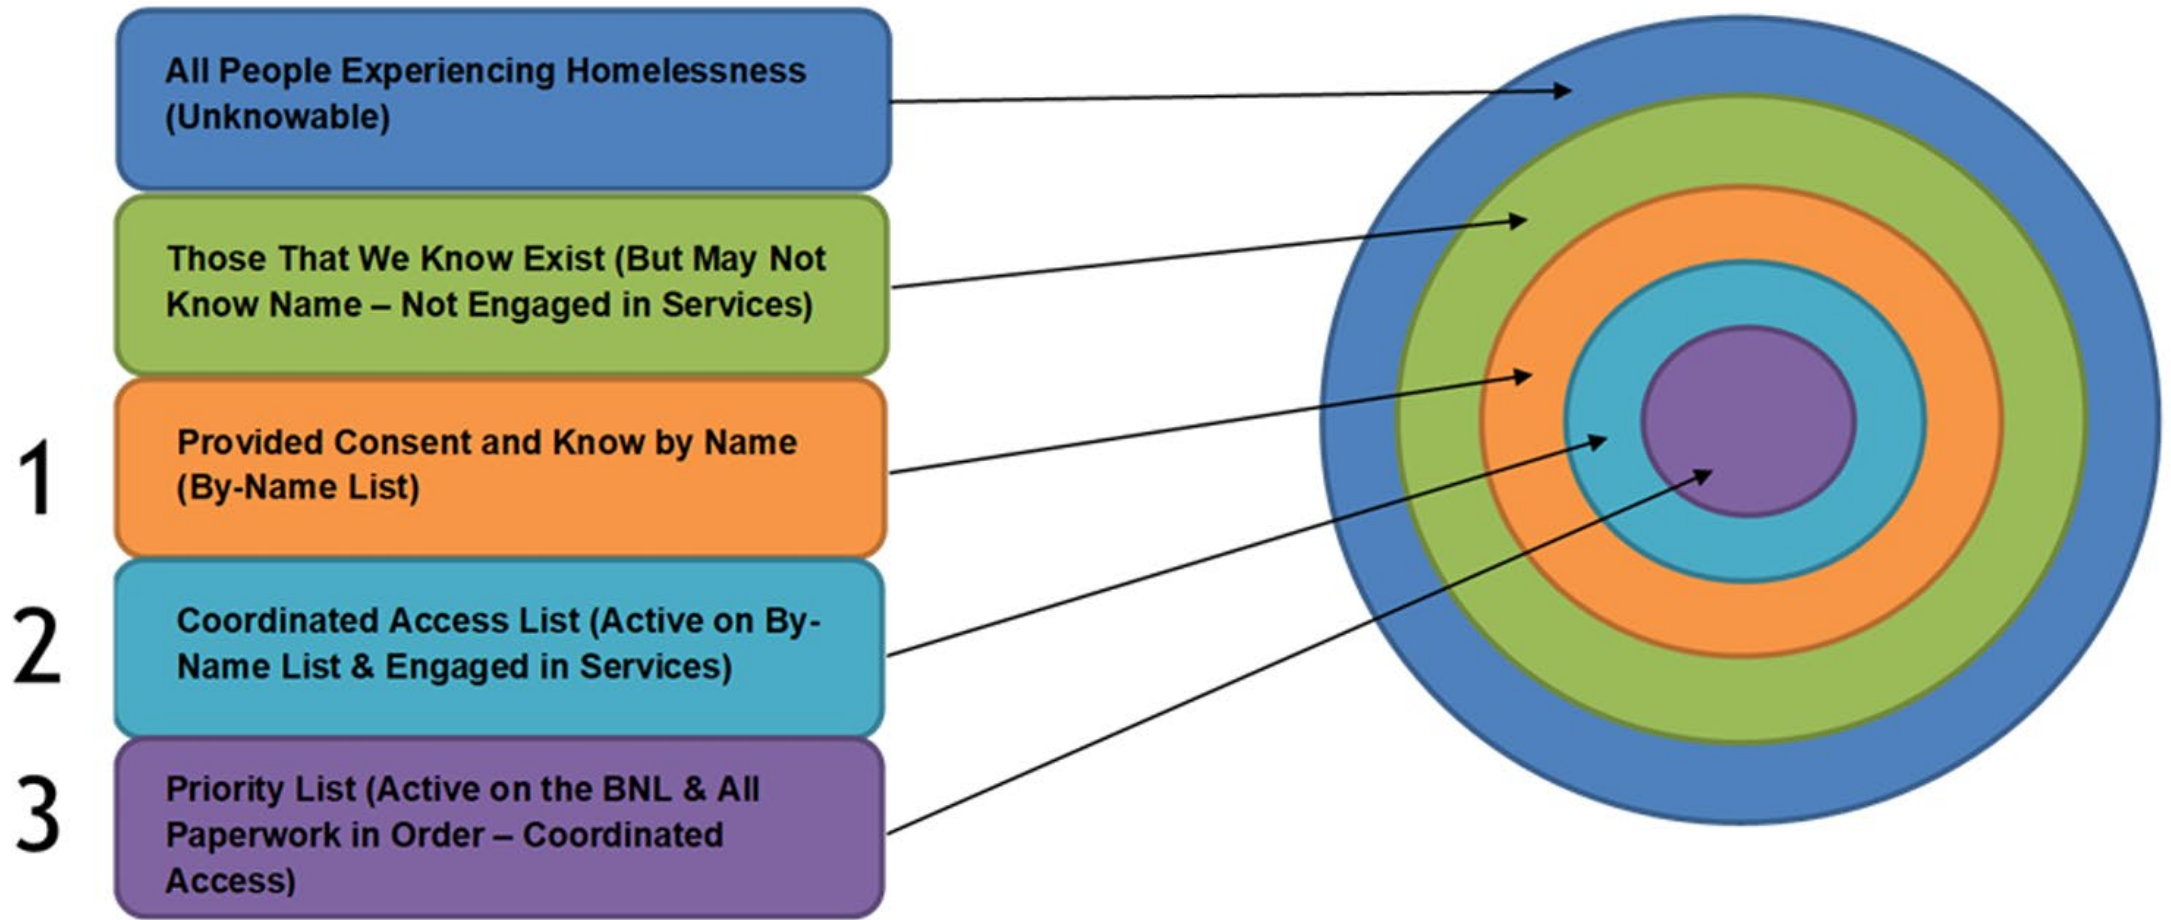 All People Experiencing Homelessness
(Unknowable)
Those That We Know Exist (But May Not
Know Name – Not Engaged in Services)
1
Provided Consent and Know by Name
(By-Name List)
2
Coordinated Access List (Active on By-
Name List & Engaged in Services)
3
Priority List (Active on the BNL & All
Paperwork in Order – Coordinated
Access)